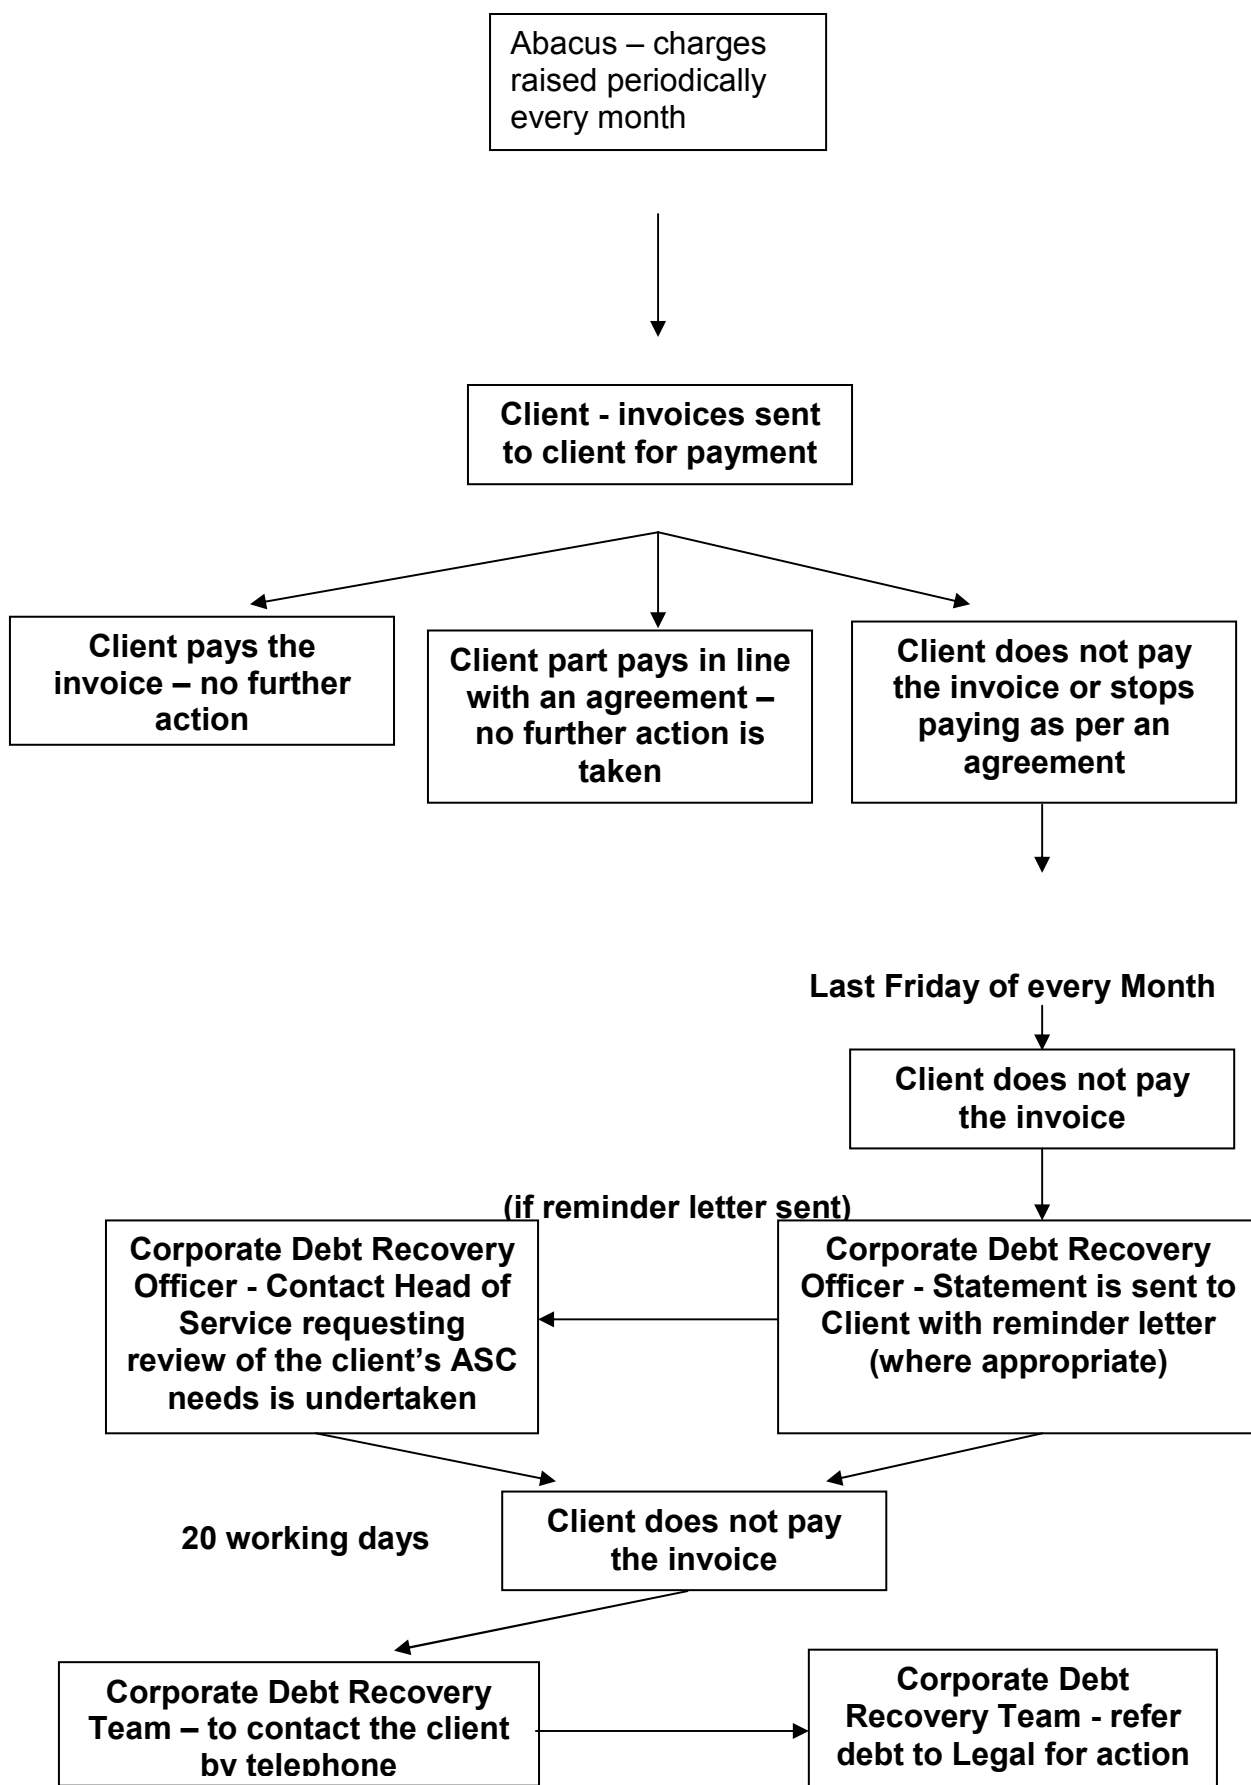 Abacus – charges
raised periodically
every month
Client - invoices sent
to client for payment
Client pays the
invoice – no further
action
Client part pays in line
with an agreement –
no further action is
taken
Client does not pay
the invoice or stops
paying as per an
agreement
Last Friday of every Month
Client does not pay
the invoice
(if reminder letter sent)
Corporate Debt Recovery
Officer - Contact Head of
Service requesting
review of the client’s ASC
needs is undertaken
Corporate Debt Recovery
Officer - Statement is sent to
Client with reminder letter
(where appropriate)
20 working days
Client does not pay
the invoice
Corporate Debt Recovery
Team – to contact the client
by telephone
Corporate Debt
Recovery Team - refer
debt to Legal for action